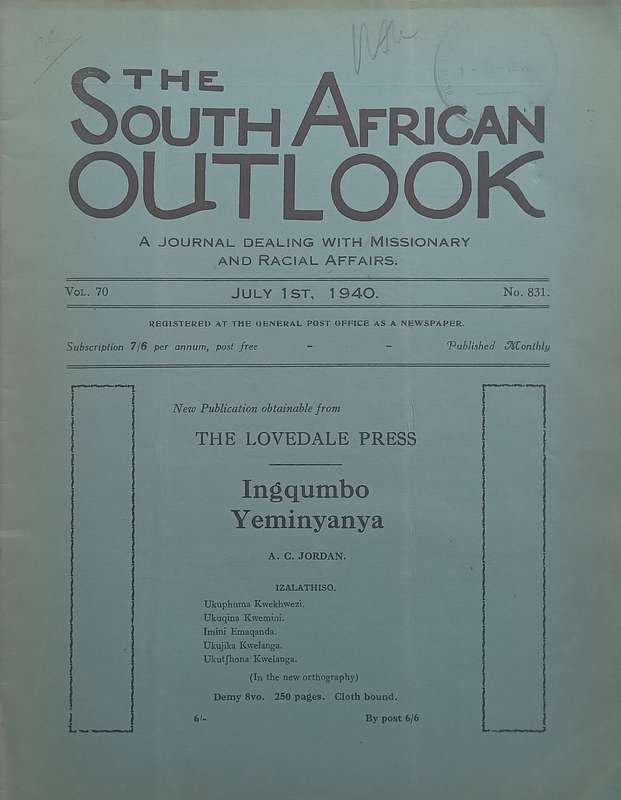 THE
SOUTH AFRICAN
OUTLOOK
A JOURNAL DEALING WITH MISSIONARY
AND RACIAL AFFAIRS.
VOL. 70 JULY 1ST, 1940. No. 831.
REGISTERED AT THE GENERAL POST OFFICE AS A NEWSPAPER.
Subscription 7/6 per annum, post free - - Published Monthly
New Publication obtainable from
THE LOVEDALE PRESS
Ingqumbo
Yeminyanya
A. C. JORDAN.
IZALATHISO.
Ukuphuma Kwekhwezi.
Ukuqina Kwemini.
Imini Emaqanda.
Ukujika Kwelanga.
Ukutʃhona Kwelanga.
(In the new orthography)
Demy 8vo. 250 pages. Cloth bound.
6/- By post 6/6